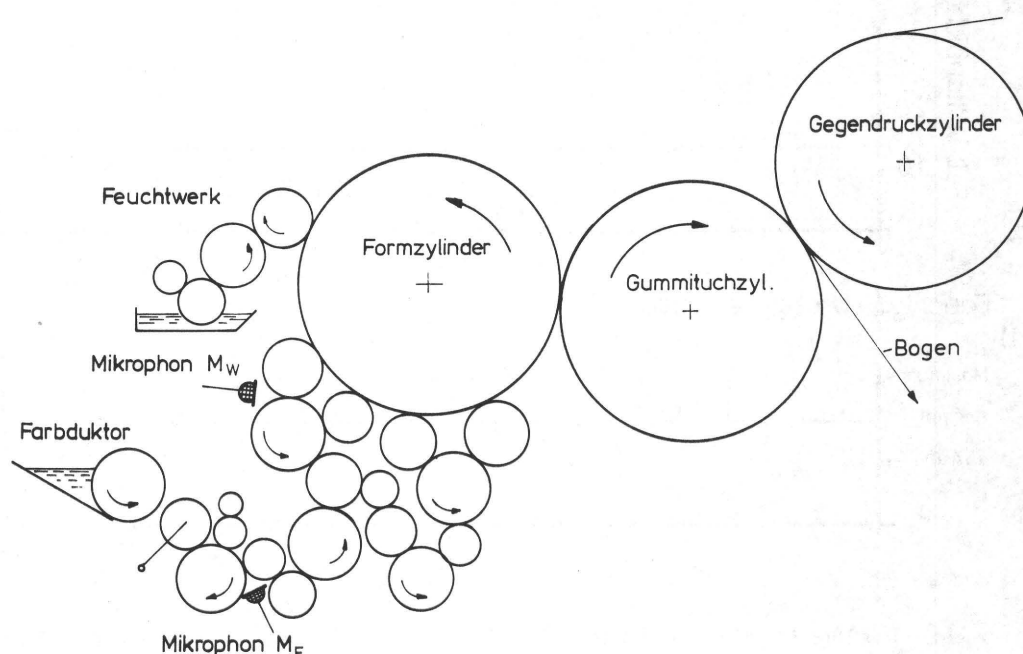 Gegendruckzylinder
Feuchtwerk
Formzylinder
Gummituchzyl.
Bogen
Mikrophon M_W
Farbduktor
Mikrophon M_F